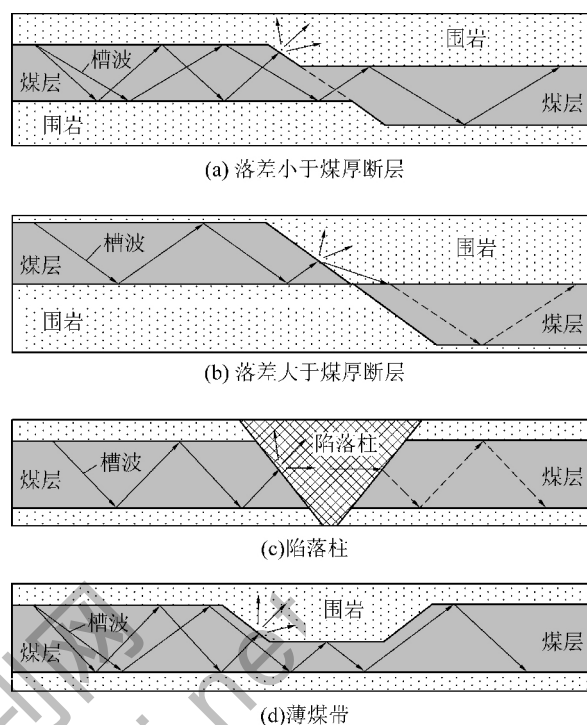 围岩
槽波
煤层
围岩
煤层
(a) 落差小于煤厚断层
槽波
围岩
煤层
围岩
煤层
(b) 落差大于煤厚断层
陷落柱
槽波
煤层
煤层
(c)陷落柱
围岩
槽波
煤层
煤层
(d)薄煤带
刊网
.net